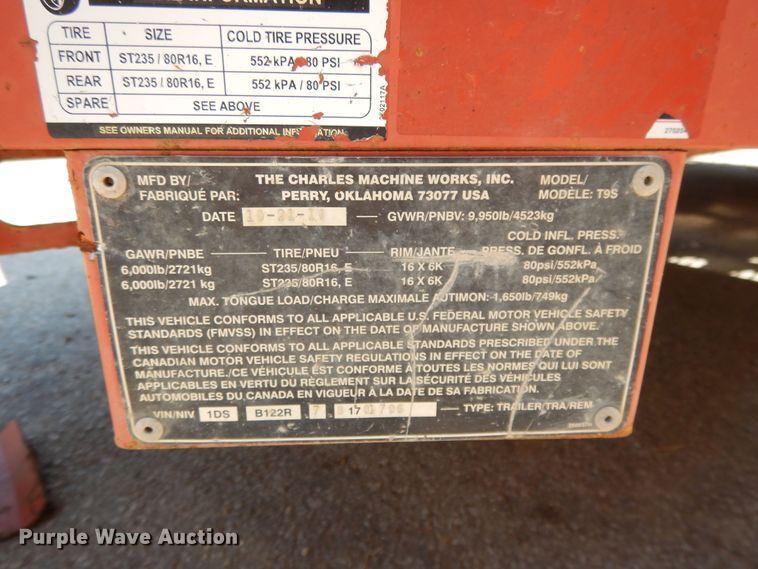 INFORMATION
TIRE SIZE COLD TIRE PRESSURE
FRONT ST235 / 80R16, E 552 kPA / 80 PSI
REAR ST235 / 80R16, E 552 kPA / 80 PSI
SPARE SEE ABOVE
SEE OWNERS MANUAL FOR ADDITIONAL INFORMATION
MFD BY/ THE CHARLES MACHINE WORKS, INC. MODEL/
FABRIQUÉ PAR: PERRY, OKLAHOMA 73077 USA MODÈLE: T9S
DATE GVWR/PNBV: 9,950lb/4523kg
COLD INFL. PRESS.
GAWR/PNBE TIRE/PNEU RIM/JANTE PRESS. DE GONFL. À FROID
6,000lb/2721kg ST235/80R16, E 16 X 6K 80psi/552kPa
6,000lb/2721 kg ST235/80R16, E 16 X 6K 80psi/552kPa
MAX. TONGUE LOAD/CHARGE MAXIMALE AUTIMON: 1,650lb/749kg
THIS VEHICLE CONFORMS TO ALL APPLICABLE U.S. FEDERAL MOTOR VEHICLE SAFETY
STANDARDS (FMVSS) IN EFFECT ON THE DATE OF MANUFACTURE SHOWN ABOVE.
THIS VEHICLE CONFORMS TO ALL APPLICABLE STANDARDS PRESCRIBED UNDER THE
CANADIAN MOTOR VEHICLE SAFETY REGULATIONS IN EFFECT ON THE DATE OF
MANUFACTURE./CE VÉHICULE EST CONFORME À TOUTES LES NORMES QUI LUI SONT
APPLICABLES EN VERTU DU RÈGLEMENT SUR LA SÉCURITÉ DES VÉHICULES
AUTOMOBILES DU CANADA EN VIGUEUR À LA DATE DE SA FABRICATION.
VIN/NIV 1DS B122R 7 17 TYPE: TRAILER/TRA/REM
Purple Wave Auction